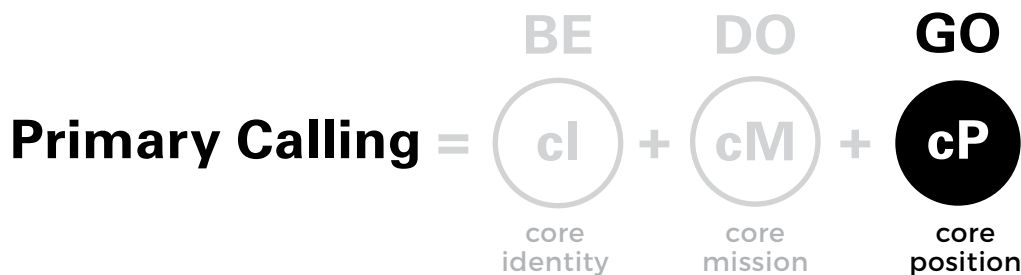 BE DO GO
Primary Calling = cI + cM + cP
core core core
identity mission position